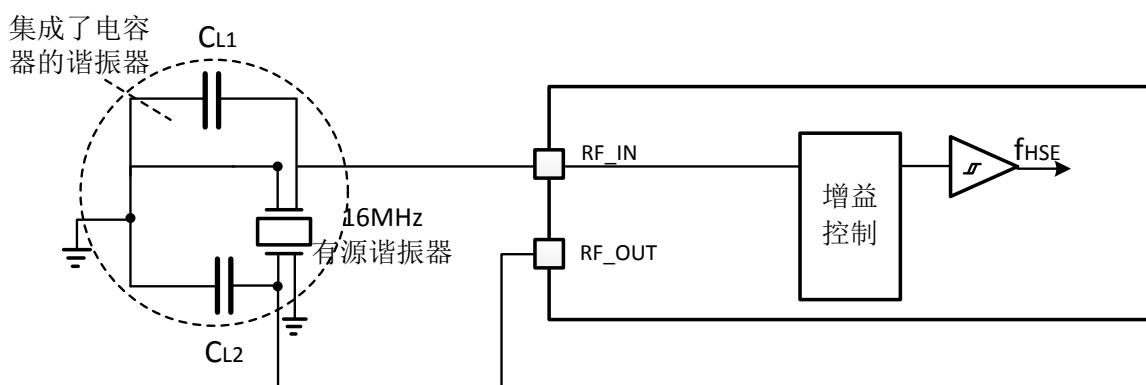 集成了电容
器的谐振器
CL1
RF_IN
fHSE
增益
控制
16MHz
有源谐振器
RF_OUT
CL2